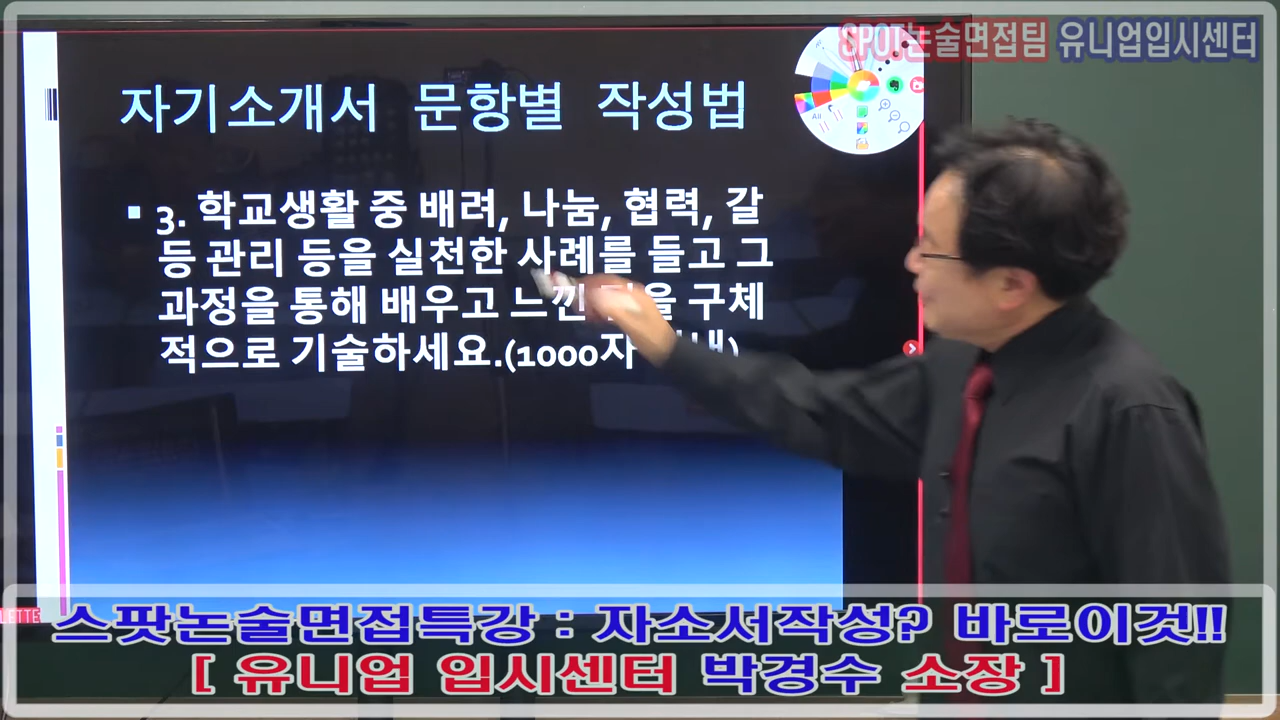 SPOT논술면접팀 유니업입시센터
자기소개서 문항별 작성법
3. 학교생활 중 배려, 나눔, 협력, 갈
등 관리 등을 실천한 사례를 들고 그
과정을 통해 배우고 느낀 을 구체
적으로 기술하세요.(1000자
스팟논술면접특강 : 자소서작성? 바로이것!!
[ 유니업 입시센터 박경수 소장 ]